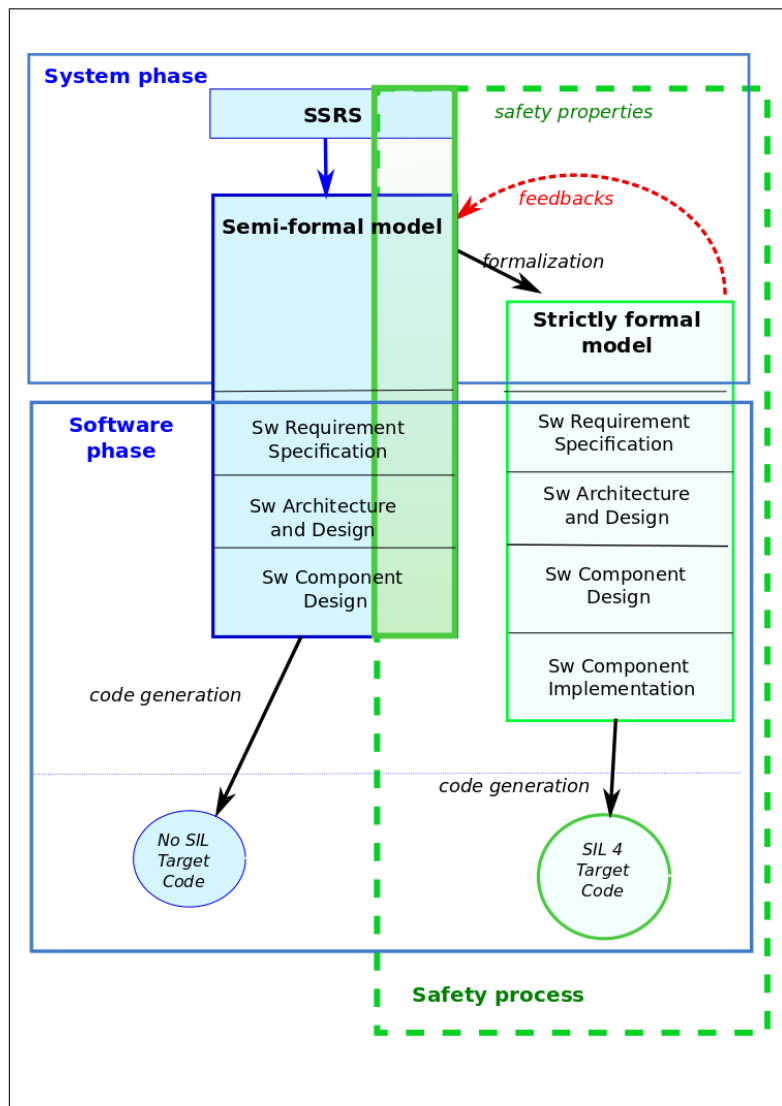 System phase
SSRS
safety properties
feedbacks
Semi-formal model
formalization
Strictly formal
model
Software
phase
Sw Requirement
Specification
Sw Architecture
and Design
Sw Component
Design
Sw Requirement
Specification
Sw Architecture
and Design
Sw Component
Design
Sw Component
Implementation
code generation
code generation
No SIL
Target
Code
SIL 4
Target
Code
Safety process